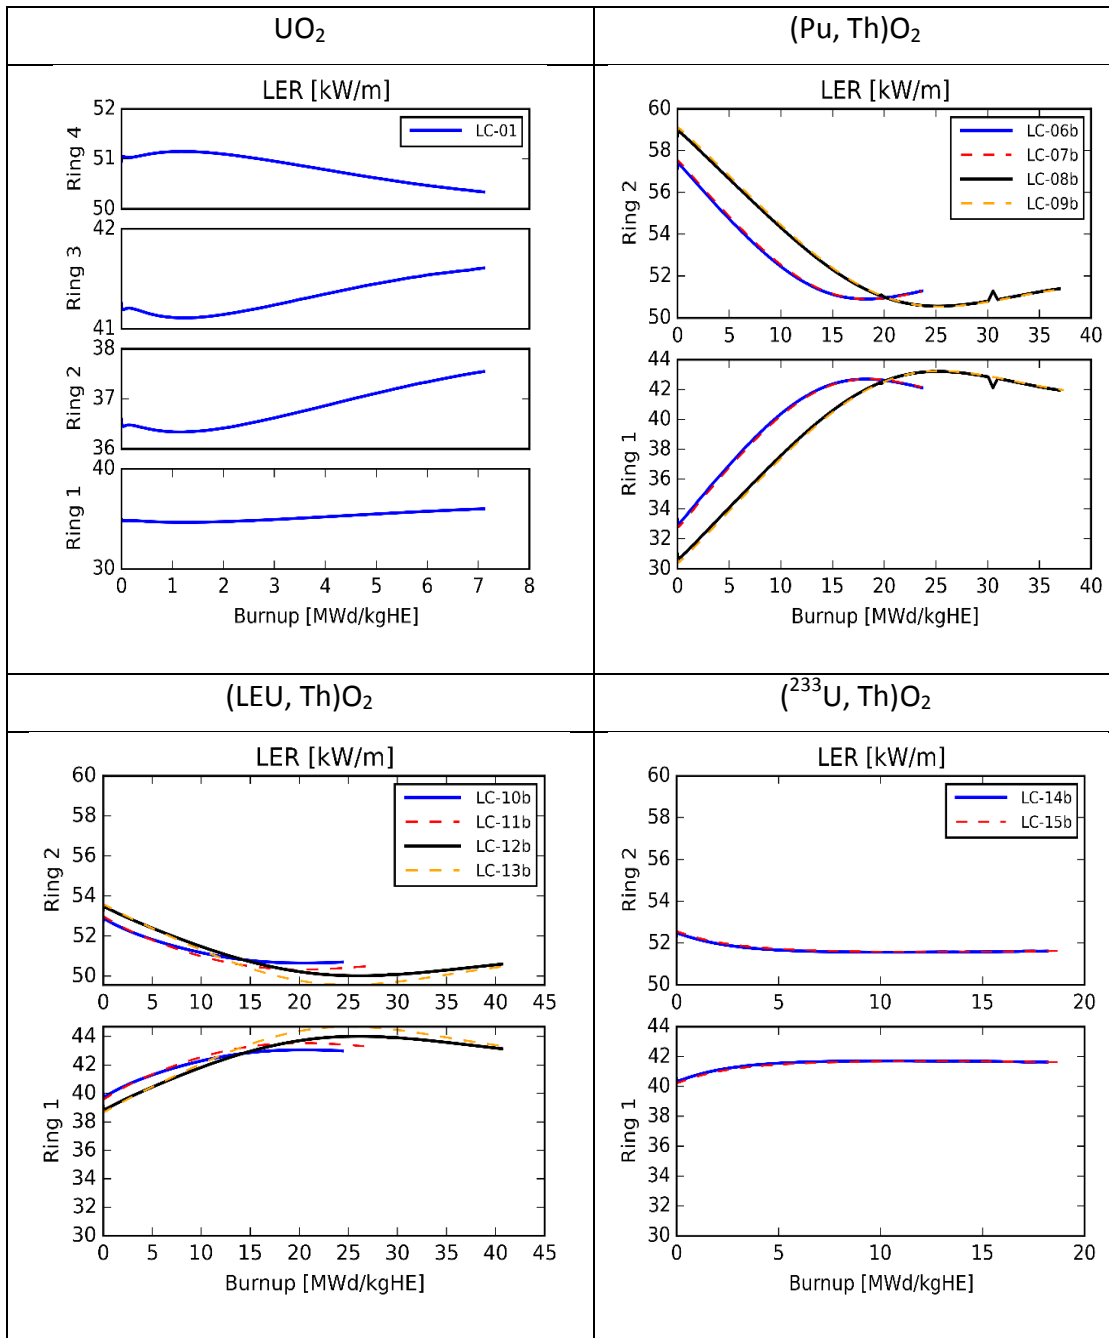 UO₂
(Pu, Th)O₂
LER [kW/m]
52
51
50
Ring 4
LC-01
42
41
Ring 3
38
37
36
Ring 2
40
30
Ring 1
0 1 2 3 4 5 6 7 8
Burnup [MWd/kgHE]
LER [kW/m]
60
58
56
54
52
50
Ring 2
LC-06b
LC-07b
LC-08b
LC-09b
0 5 10 15 20 25 30 35 40
44
42
40
38
36
34
32
30
Ring 1
0 5 10 15 20 25 30 35 40
Burnup [MWd/kgHE]
(LEU, Th)O₂
(²³³U, Th)O₂
LER [kW/m]
60
58
56
54
52
50
Ring 2
LC-10b
LC-11b
LC-12b
LC-13b
0 5 10 15 20 25 30 35 40 45
44
42
40
38
36
34
32
30
Ring 1
0 5 10 15 20 25 30 35 40 45
Burnup [MWd/kgHE]
LER [kW/m]
60
58
56
54
52
50
Ring 2
LC-14b
LC-15b
0 5 10 15 20
44
42
40
38
36
34
32
30
Ring 1
0 5 10 15 20
Burnup [MWd/kgHE]